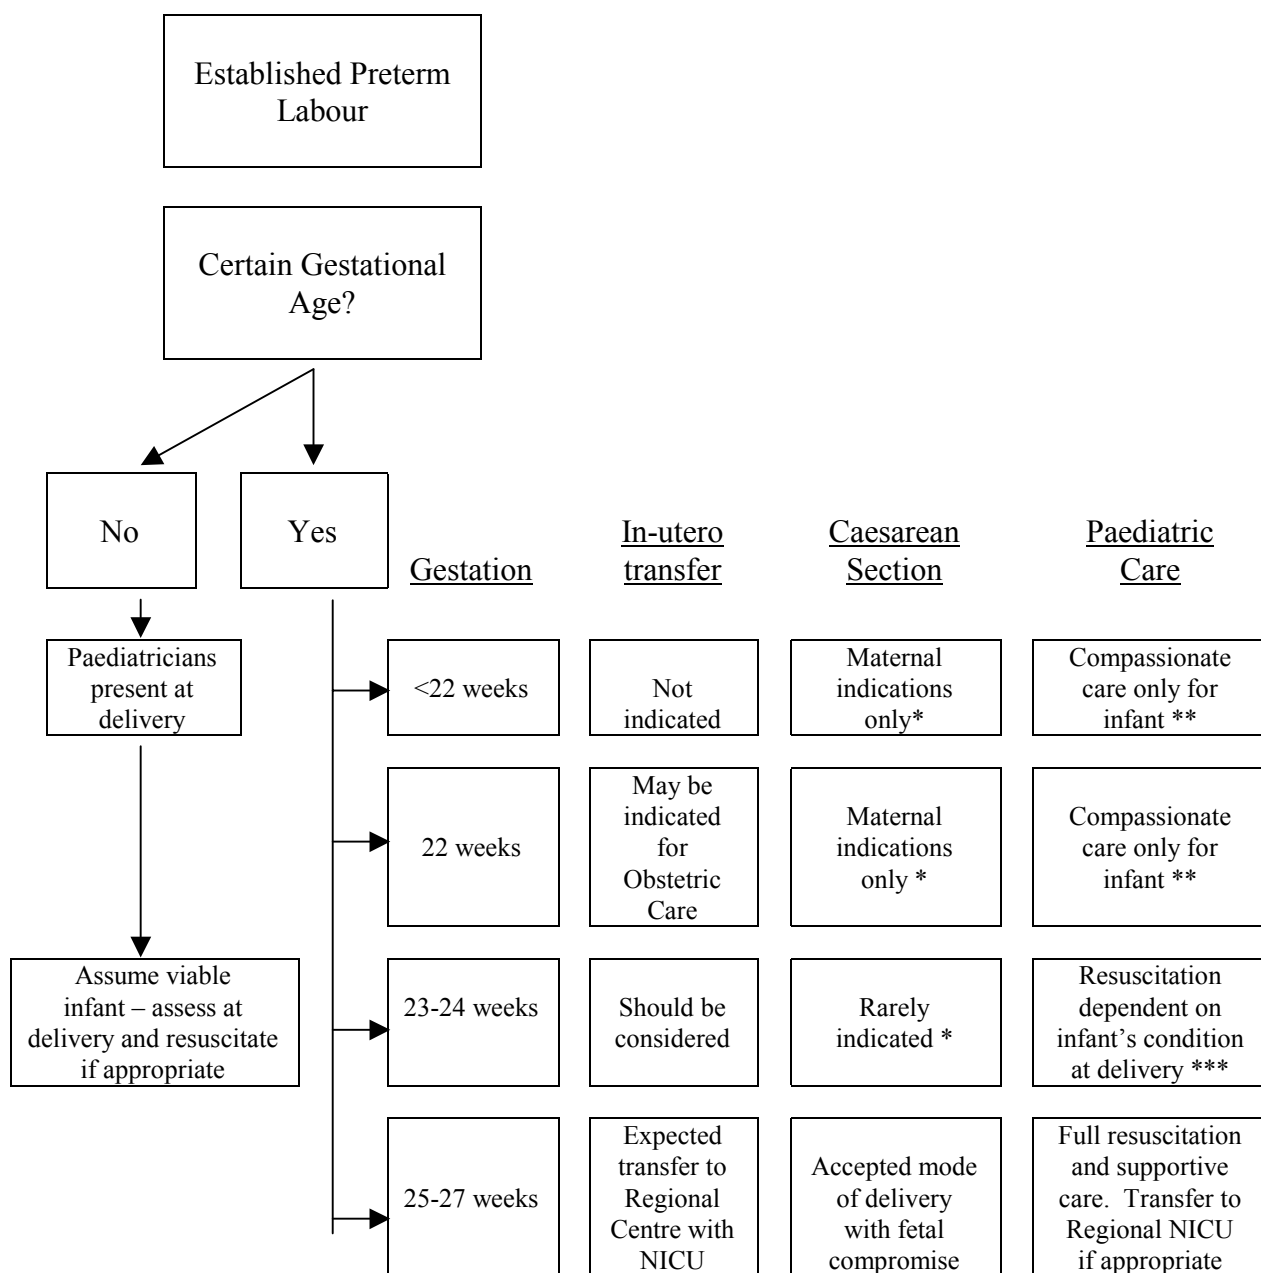 Established Preterm
Labour
Certain Gestational
Age?
No
Yes
Gestation
In-utero
transfer
Caesarean
Section
Paediatric
Care
Paediatricians
present at
delivery
<22 weeks
Not
indicated
Maternal
indications
only*
Compassionate
care only for
infant **
22 weeks
May be
indicated
for
Obstetric
Care
Maternal
indications
only *
Compassionate
care only for
infant **
Assume viable
infant – assess at
delivery and resuscitate
if appropriate
23-24 weeks
Should be
considered
Rarely
indicated *
Resuscitation
dependent on
infant’s condition
at delivery ***
25-27 weeks
Expected
transfer to
Regional
Centre with
NICU
Accepted mode
of delivery
with fetal
compromise
Full resuscitation
and supportive
care. Transfer to
Regional NICU
if appropriate